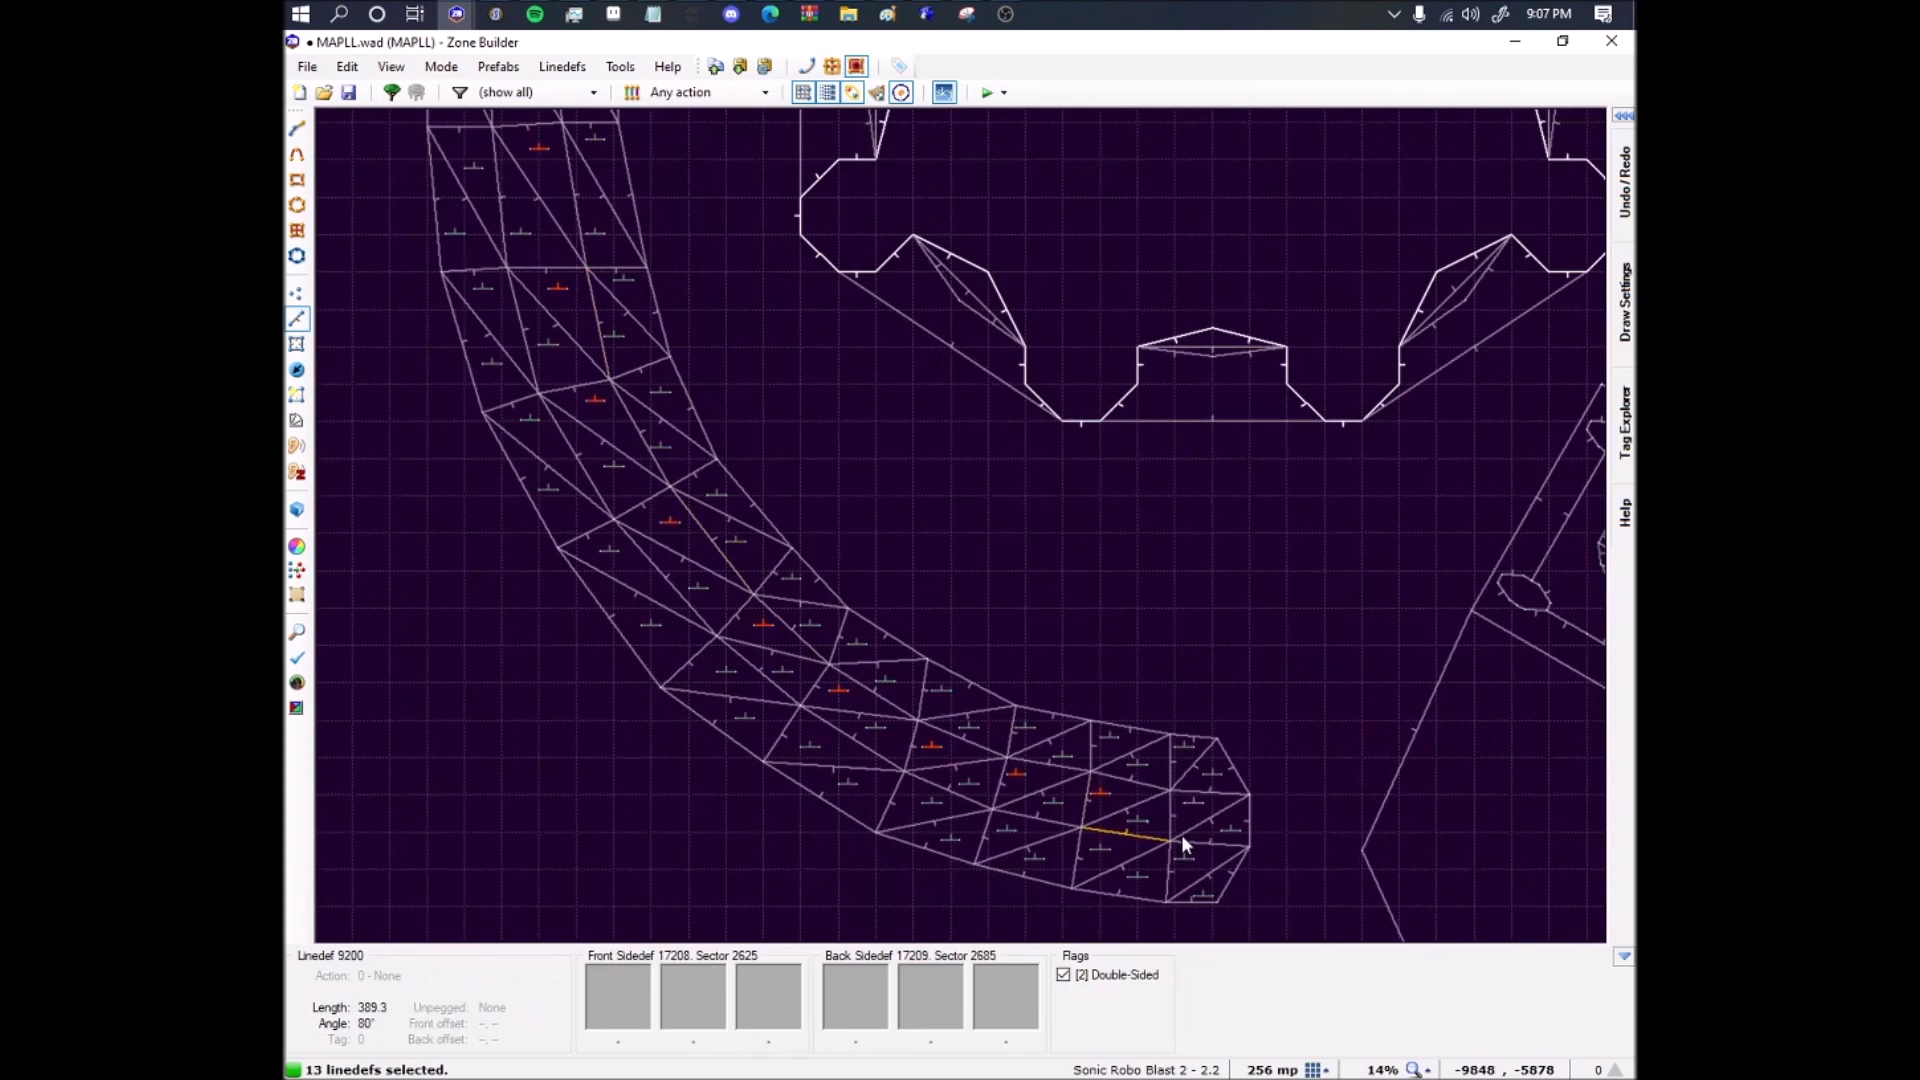 9:07 PM
• MAPLL.wad (MAPLL) - Zone Builder
File Edit View Mode Prefabs Linedefs Tools Help
(show all) Any action
Undo / Redo
Draw Settings
Tag Explorer
Help
Linedef 9200
Action: 0 - None
Length: 389.3 Unpegged: None
Angle: 80° Front offset: --, --
Tag: 0 Back offset: --, --
Front Sidedef 17208. Sector 2625
Back Sidedef 17209. Sector 2685
Flags
[2] Double-Sided
13 linedefs selected.
Sonic Robo Blast 2 - 2.2 256 mp 14% -9848 , -5878 0